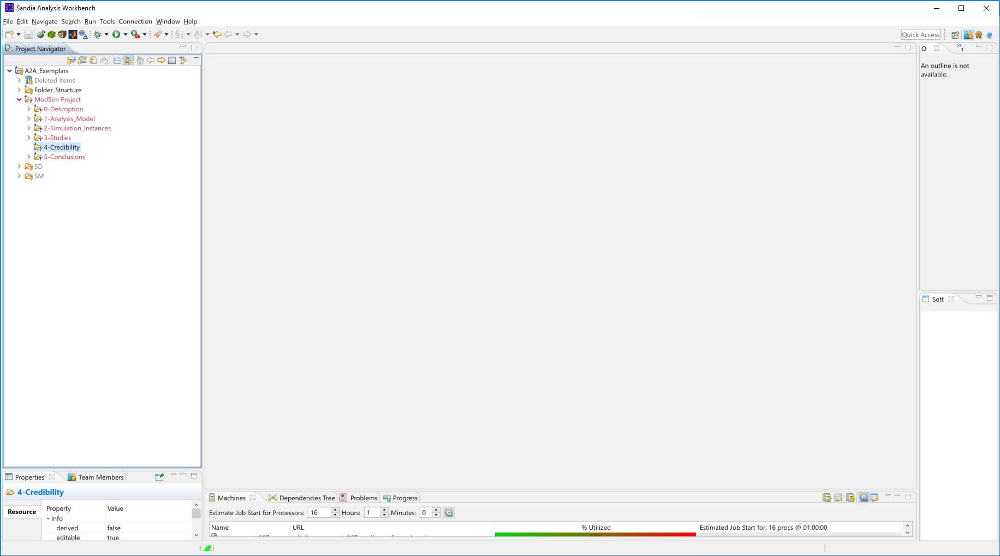 Sandia Analysis Workbench
File Edit Navigate Search Run Tools Connection Window Help
Quick Access
Project Navigator
A2A_Exemplars
Deleted Items
Folder_Structure
ModSim Project
0-Description
1-Analysis_Model
2-Simulation_Instances
3-Studies
4-Credibility
5-Conclusions
SD
SM
O
1
An outline is not
available.
Sett
Properties
Team Members
4-Credibility
Resource
Property Value
Info
derived false
editable true
Machines
Dependencies Tree
Problems
Progress
Estimate Job Start for Processors: 16 Hours: 1 Minutes: 0
Name URL % Utilized Estimated Job Start for: 16 procs @ 01:00:00